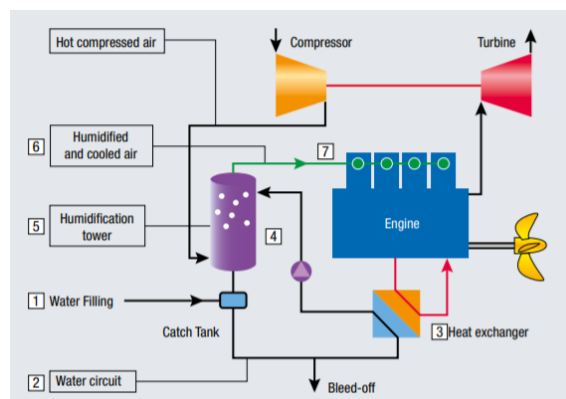 Hot compressed air
Compressor
Turbine
6
Humidified
and cooled air
7
5
Humidification
tower
4
Engine
1 Water Filling
Catch Tank
3 Heat exchanger
2 Water circuit
Bleed-off